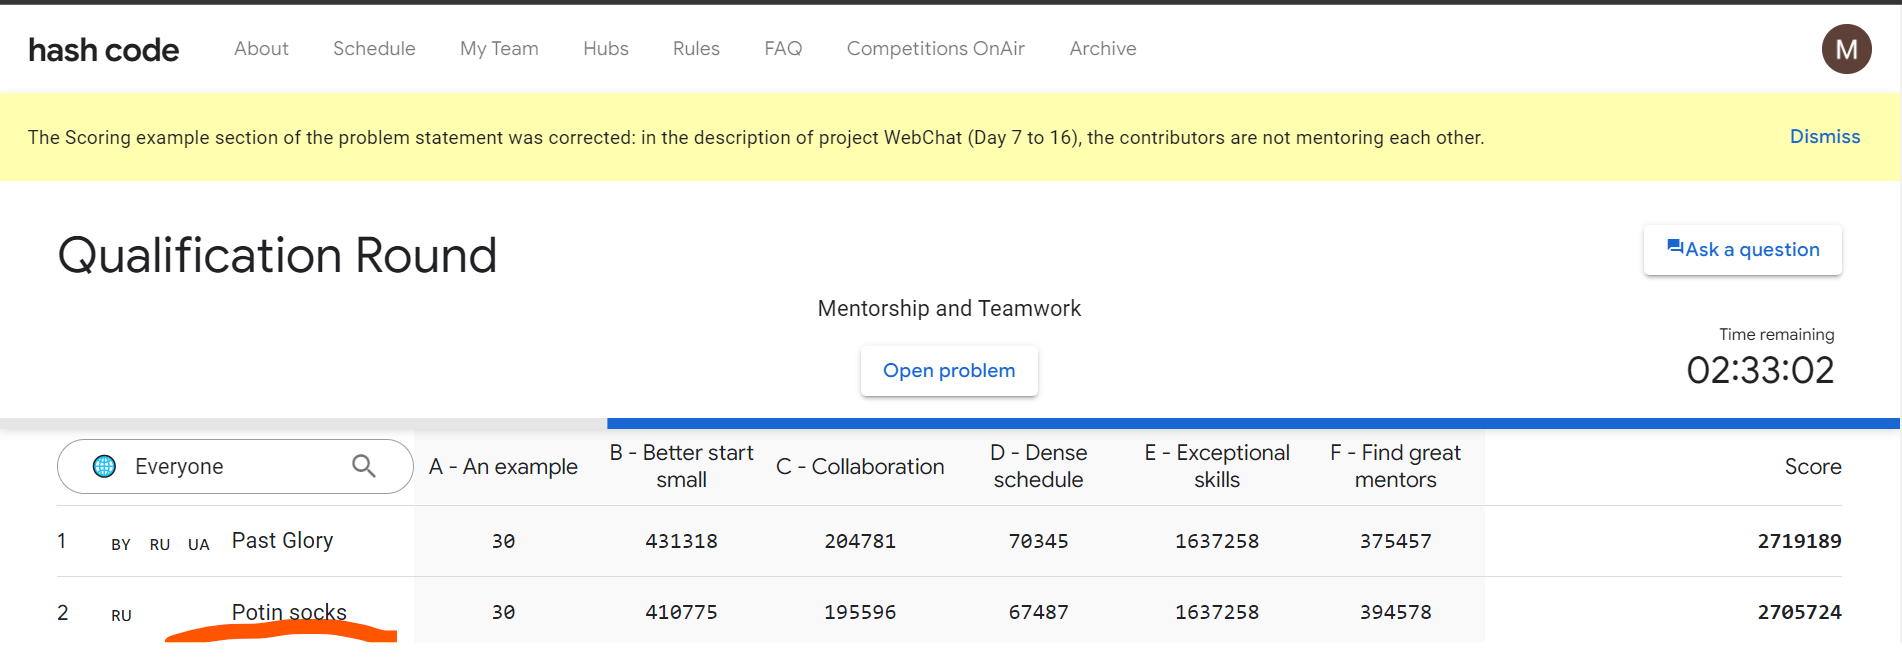 hash code About Schedule My Team Hubs Rules FAQ Competitions OnAir Archive M
The Scoring example section of the problem statement was corrected: in the description of project WebChat (Day 7 to 16), the contributors are not mentoring each other. Dismiss
Qualification Round
Ask a question
Mentorship and Teamwork
Time remaining
02:33:02
Open problem
Everyone
A - An example
B - Better start
small
C - Collaboration
D - Dense
schedule
E - Exceptional
skills
F - Find great
mentors
Score
1 BY RU UA Past Glory 30 431318 204781 70345 1637258 375457 2719189
2 RU Potin socks 30 410775 195596 67487 1637258 394578 2705724